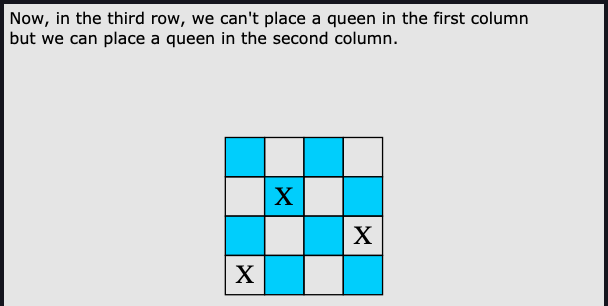 Now, in the third row, we can't place a queen in the first column
but we can place a queen in the second column.
X
X
X